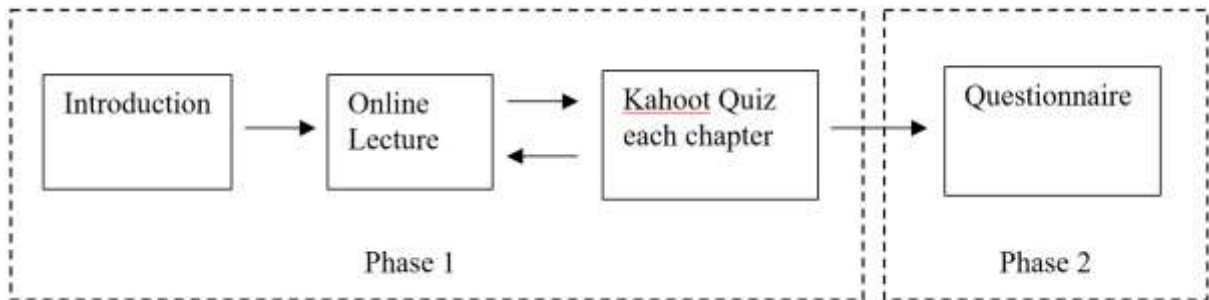 Introduction
Online
Lecture
Kahoot Quiz
each chapter
Questionnaire
Phase 1
Phase 2